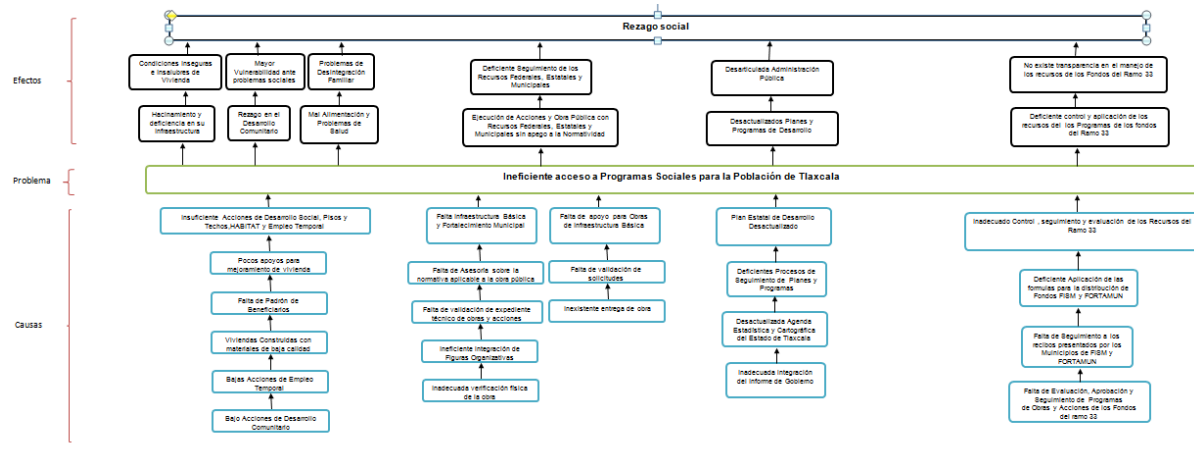 Rezago social
Efectos
Condiciones Inseguras
e Insalubres de
Vivienda
Mayor
Vulnerabilidad ante
problemas sociales
Problemas de
Desintegración
Familiar
Deficiente Seguimiento de los
Recursos Federales, Estatales y
Municipales
Desarticulada Administración
Pública
No existe transparencia en el manejo de
los recursos de los Fondos del Ramo 33
Hacinamiento y
deficiencia en su
Infraestructura
Rezago en el
Desarrollo
Comunitario
Mal Alimentación y
Problemas de
Salud
Ejecución de Acciones y Obra Pública con
Recursos Federales, Estatales y
Municipales sin apego a la Normatividad
Desactualizados Planes y
Programas de Desarrollo
Deficiente control y aplicación de los
recursos del los Programas de los fondos
del Ramo 33
Problema
Ineficiente acceso a Programas Sociales para la Población de Tlaxcala
Causas
Insuficiente Acciones de Desarrollo Social, Pisos y
Techos,HABITAT y Empleo Temporal
Pocos apoyos para
mejoramiento de vivienda
Falta de Padrón de
Beneficiarios
Viviendas Construidas con
materiales de baja calidad
Bajas Acciones de Empleo
Temporal
Bajo Acciones de Desarrollo
Comunitario
Falta Infraestructura Básica
y Fortalecimiento Municipal
Falta de Asesoría sobre la
normativa aplicable a la obra pública
Falta de validación de expediente
técnico de obras y acciones
Ineficiente Integración de
Figuras Organizativas
Inadecuada verificación física
de la obra
Falta de apoyo para Obras
de Infraestructura Básica
Falta de validación de
solicitudes
Inexistente entrega de obra
Plan Estatal de Desarrollo
Desactualizado
Deficientes Procesos de
Seguimiento de Planes y
Programas
Desactualizada Agenda
Estadística y Cartográfica del
Estado de Tlaxcala
Inadecuada Integración
del Informe de Gobierno
Inadecuado Control , seguimiento y evaluación de los Recursos del
Ramo 33
Deficiente Aplicación de las
formulas para la distribución de
Fondos FISM y FORTAMUN
Falta de Seguimiento a los
recibos presentados por los
Municipios de FISM y
FORTAMUN
Falta de Evaluación, Aprobación y
Seguimiento de Programas
de Obras y Acciones de los Fondos
del ramo 33